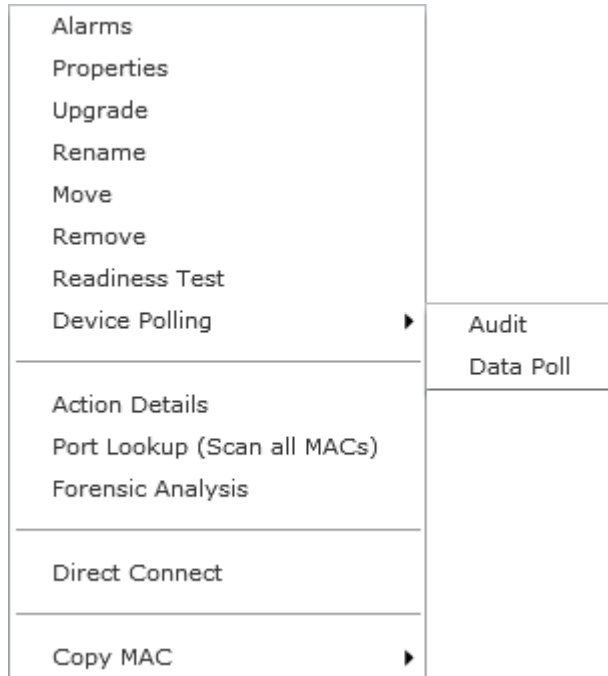 Alarms
Properties
Upgrade
Rename
Move
Remove
Readiness Test
Device Polling
Audit
Data Poll
Action Details
Port Lookup (Scan all MACs)
Forensic Analysis
Direct Connect
Copy MAC